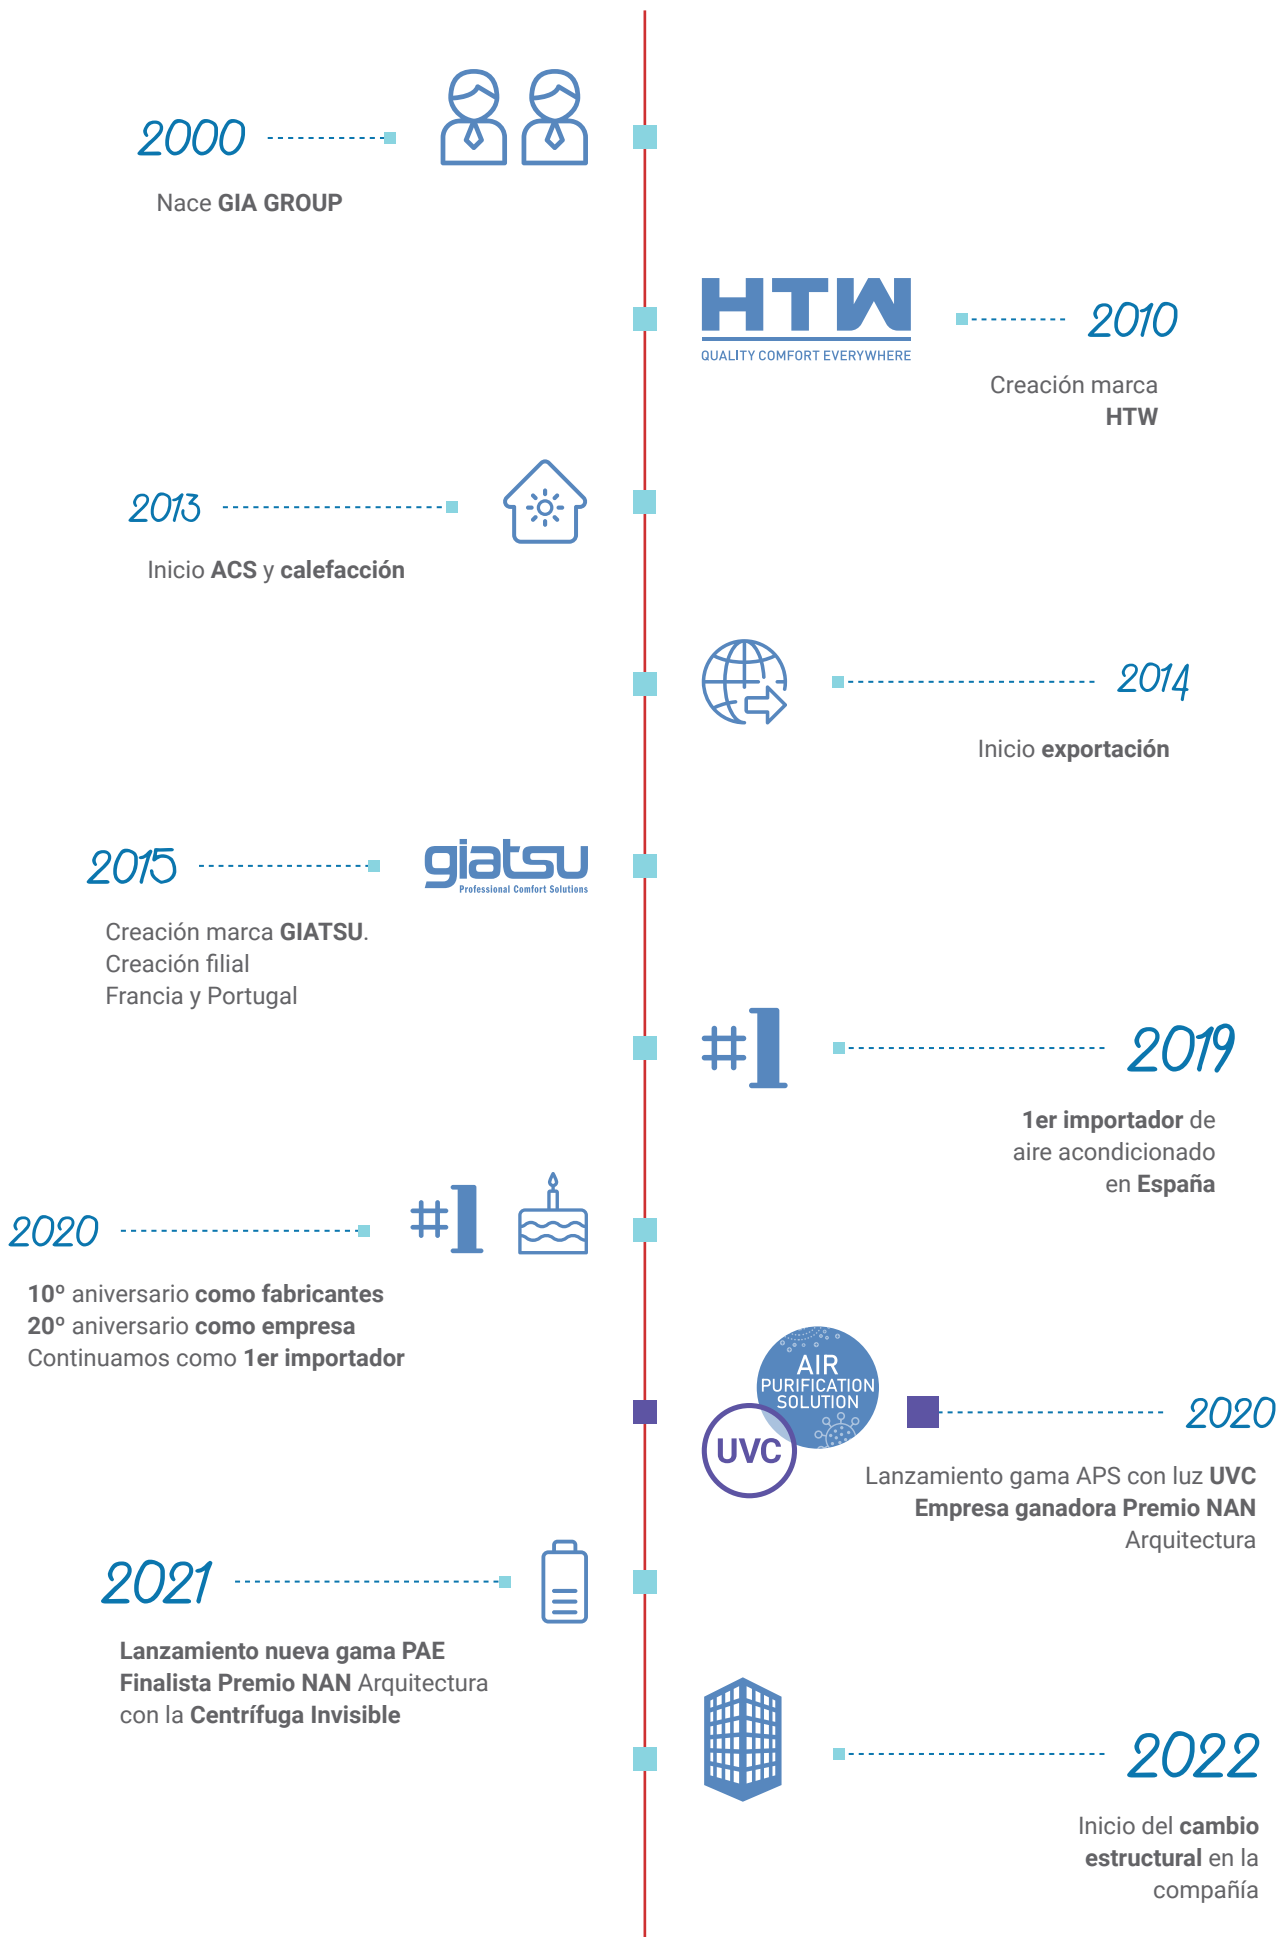 2000
Nace GIA GROUP
HTW
QUALITY COMFORT EVERYWHERE
2010
Creación marca
HTW
2013
Inicio ACS y calefacción
2014
Inicio exportación
2015
giatsu
Professional Comfort Solutions
Creación marca GIATSU.
Creación filial
Francia y Portugal
#1
2019
1er importador de
aire acondicionado
en España
2020
#1
10º aniversario como fabricantes
20º aniversario como empresa
Continuamos como 1er importador
AIR
PURIFICATION
SOLUTION
UVC
2020
Lanzamiento gama APS con luz UVC
Empresa ganadora Premio NAN
Arquitectura
2021
Lanzamiento nueva gama PAE
Finalista Premio NAN Arquitectura
con la Centrífuga Invisible
2022
Inicio del cambio
estructural en la
compañía